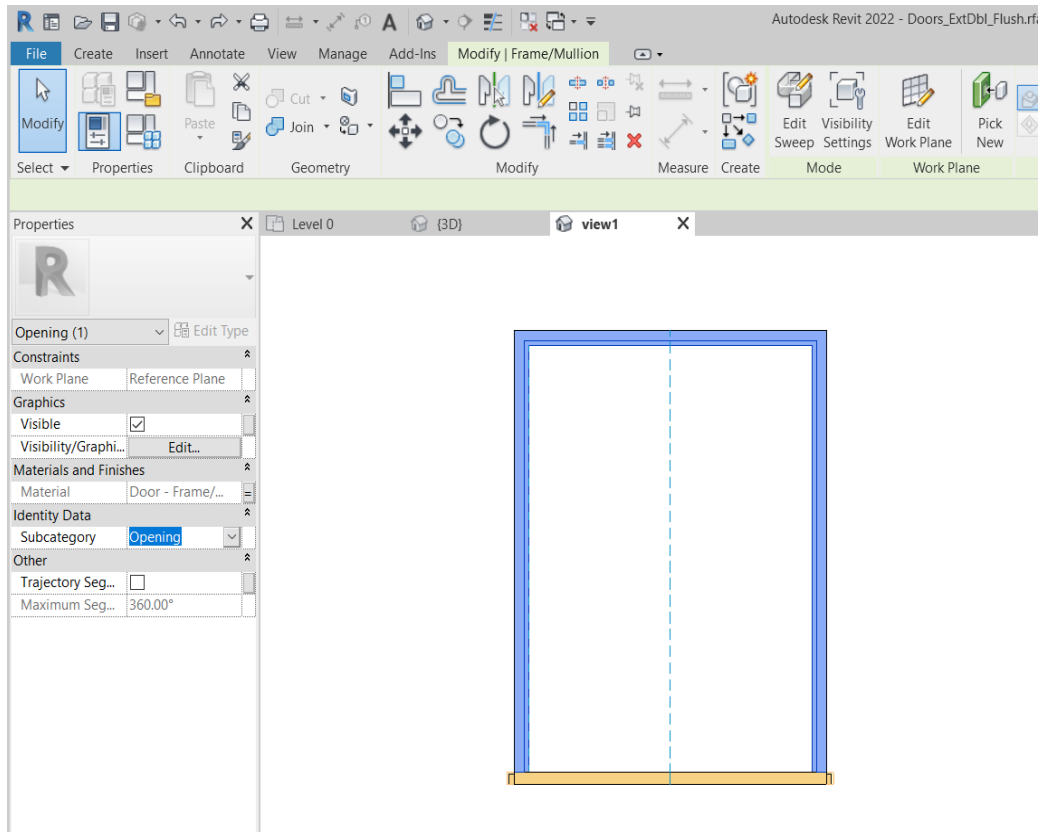 Autodesk Revit 2022 - Doors_ExtDbl_Flush.rfa
File Create Insert Annotate View Manage Add-Ins Modify | Frame/Mullion
Modify Paste Cut Join Edit Sweep Visibility Settings Edit Work Plane Pick New
Select Properties Clipboard Geometry Modify Measure Create Mode Work Plane
Properties Level 0 {3D} view1
Opening (1) Edit Type
Constraints
Work Plane Reference Plane
Graphics
Visible
Visibility/Graphi... Edit...
Materials and Finishes
Material Door - Frame/... =
Identity Data
Subcategory Opening
Other
Trajectory Seg...
Maximum Seg... 360.00°